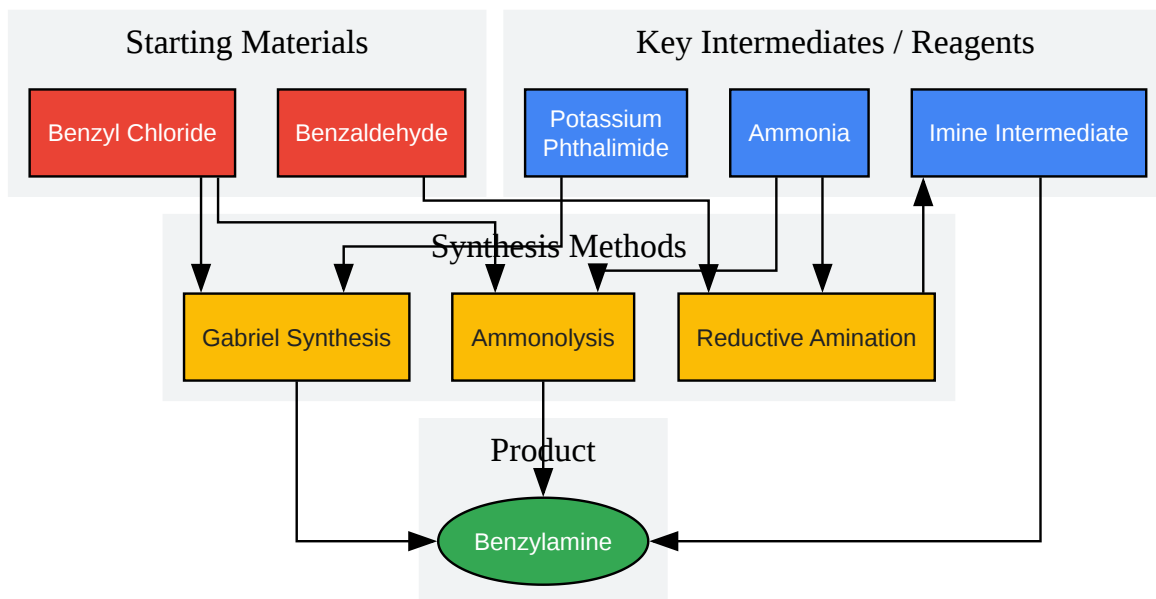 Starting Materials
Key Intermediates / Reagents
Benzyl Chloride
Benzaldehyde
Potassium
Phthalimide
Ammonia
Imine Intermediate
Synthesis Methods
Gabriel Synthesis
Ammonolysis
Reductive Amination
Product
Benzylamine